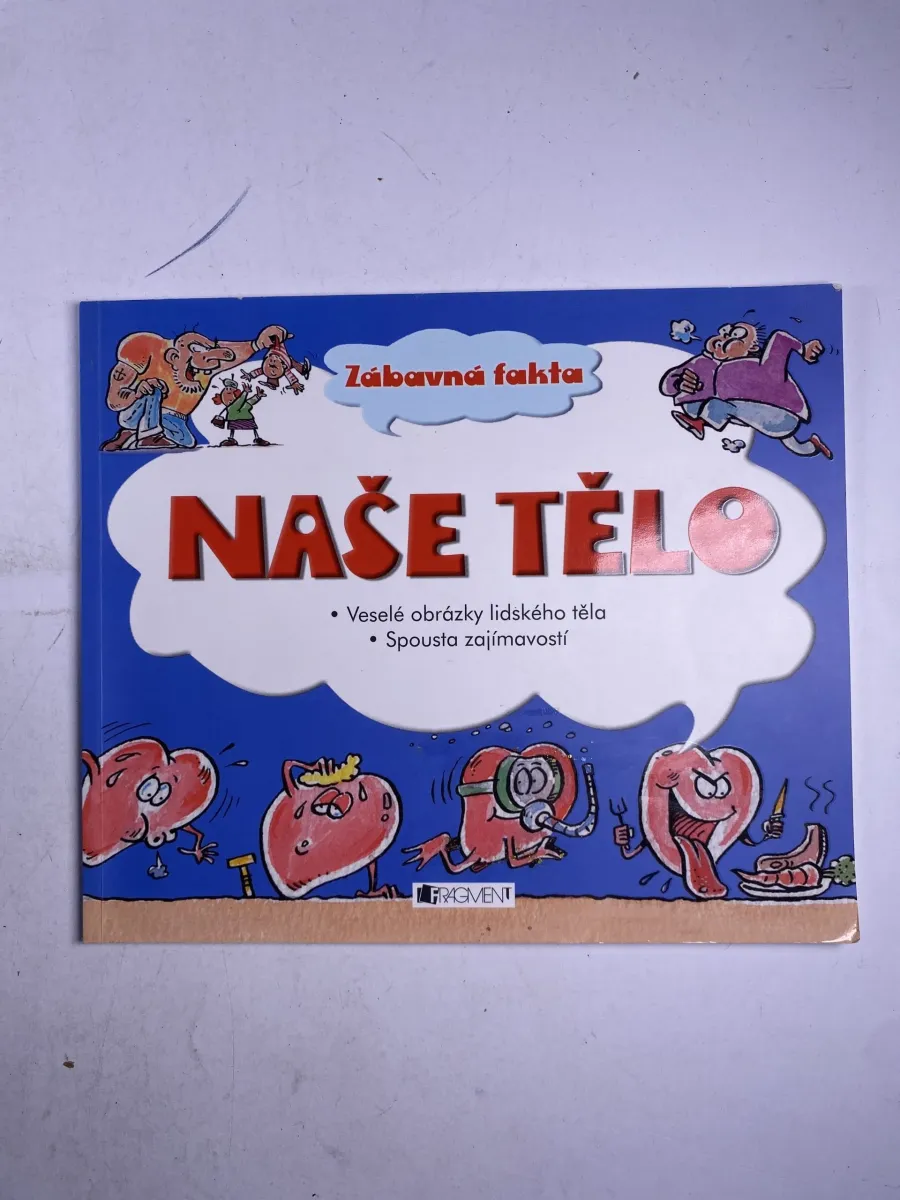 Zábavná fakta
NAŠE TĚLO
• Veselé obrázky lidského těla
• Spousta zajímavostí
FRAGMENT